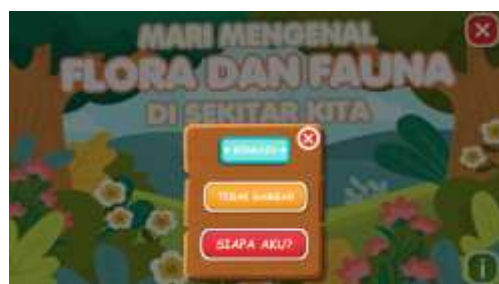 MARI MENGENAL
FLORA DAN FAUNA
DI SEKITAR KITA
TEBAK GAMBAR
SIAPA AKU?